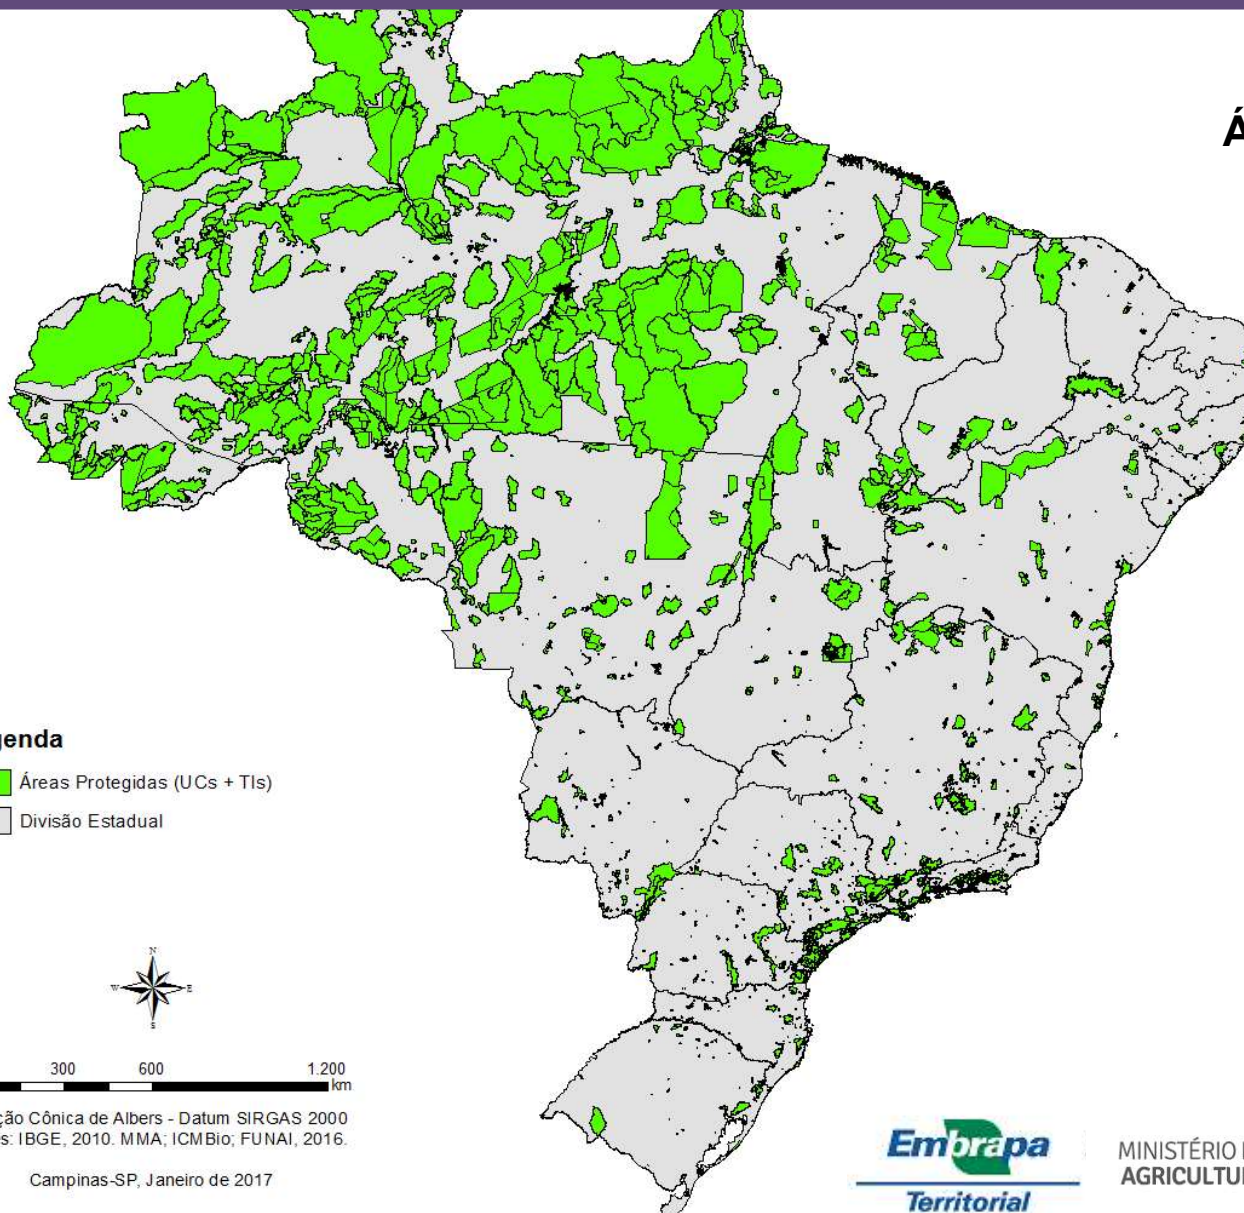 Á
genda
Áreas Protegidas (UCs + TIs)
Divisão Estadual
N
W E
S
300 600 1.200
km
ção Cônica de Albers - Datum SIRGAS 2000
s: IBGE, 2010. MMA; ICMBio; FUNAI, 2016.
Campinas-SP, Janeiro de 2017
Embrapa
Territorial
MINISTÉRIO
AGRICULTU